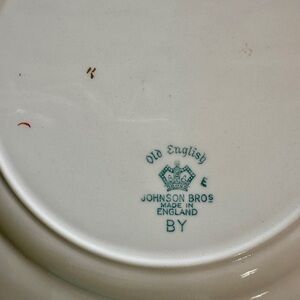 Old English
E
JOHNSON BROS
MADE IN
ENGLAND
BY